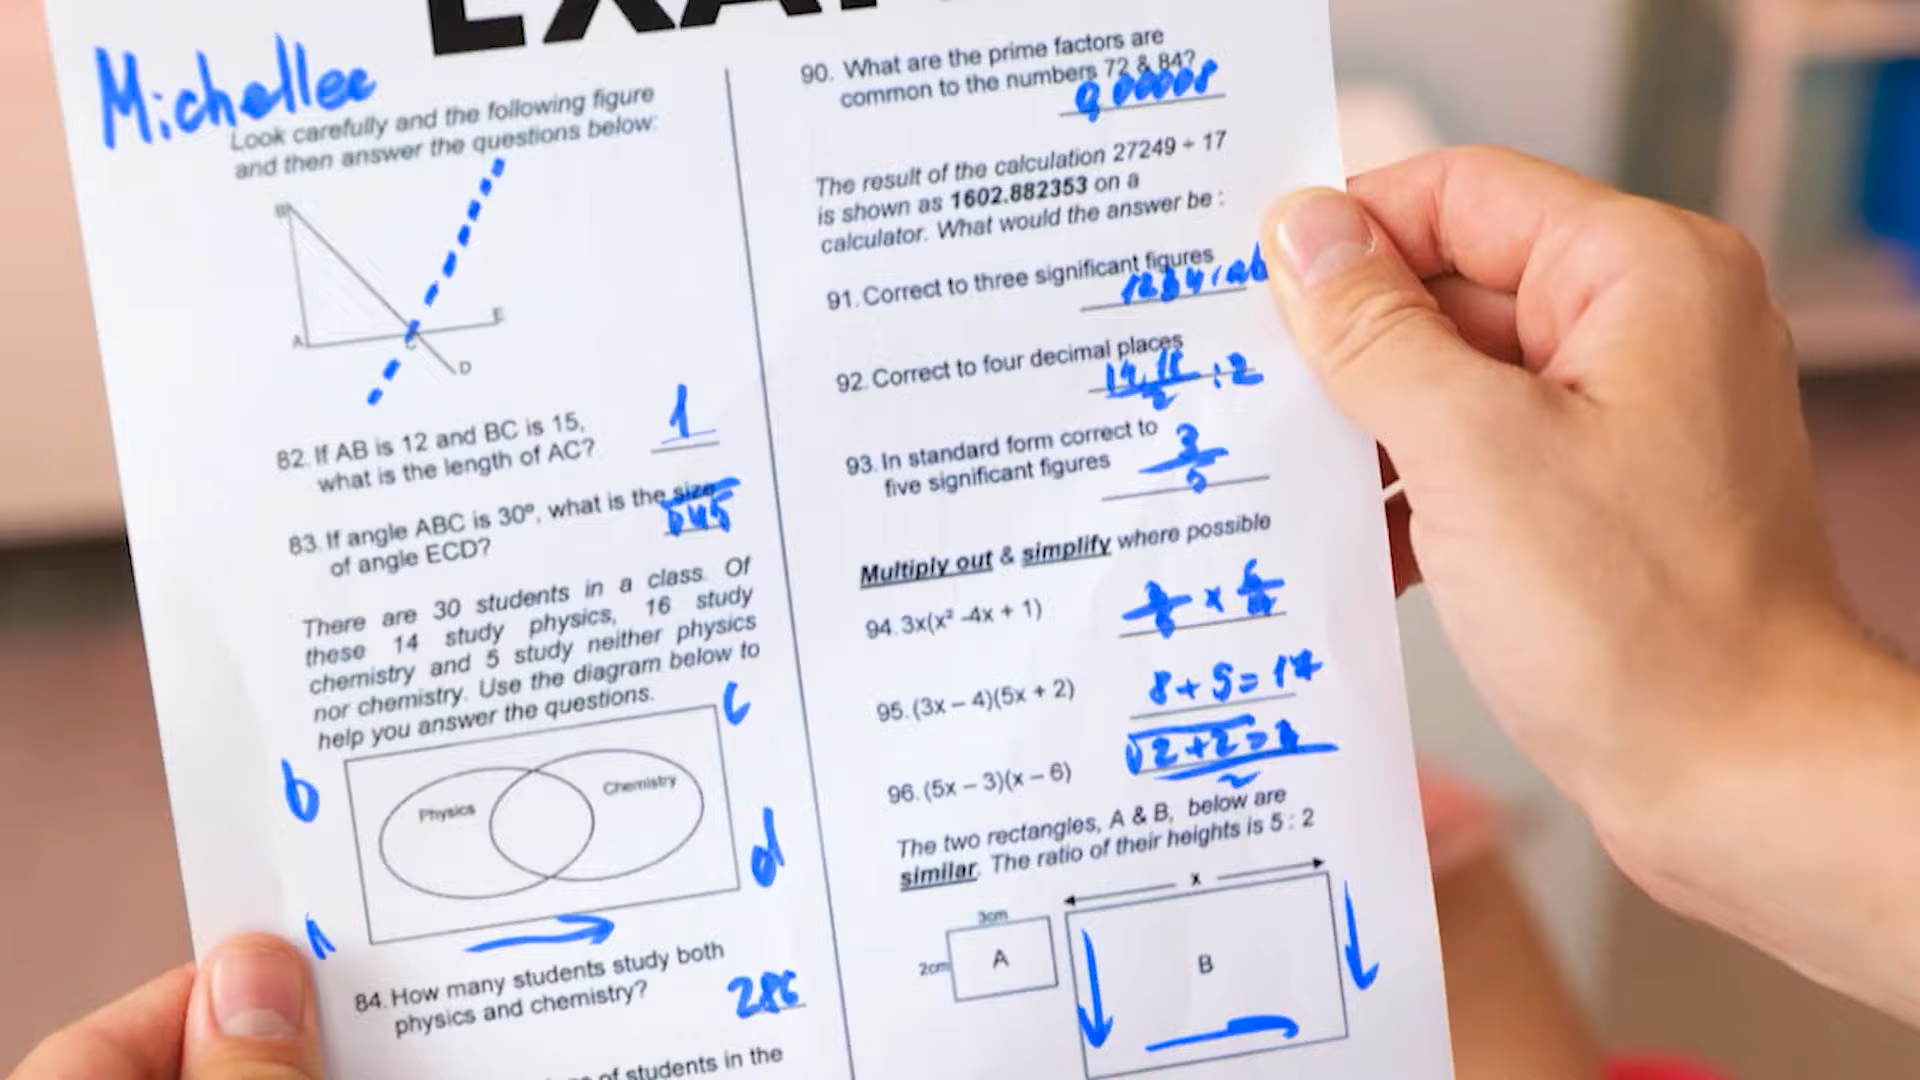 Michellee
Look carefully and the following figure
and then answer the questions below:
B
A
C
E
D
82. If AB is 12 and BC is 15,
what is the length of AC?
1
83. If angle ABC is 30º, what is the size
of angle ECD?
There are 30 students in a class. Of
these 14 study physics, 16 study
chemistry and 5 study neither physics
nor chemistry. Use the diagram below to
help you answer the questions.
b
c
d
Physics
Chemistry
84. How many students study both
physics and chemistry?
286
of students in the
90. What are the prime factors are
common to the numbers 72 & 84?
The result of the calculation 27249 ÷ 17
is shown as 1602.882353 on a
calculator. What would the answer be :
91. Correct to three significant figures
92. Correct to four decimal places
93. In standard form correct to
five significant figures
3
5
Multiply out & simplify where possible
94. 3x(x² -4x + 1)
95. (3x – 4)(5x + 2)
8 + 5 = 17
96. (5x – 3)(x – 6)
The two rectangles, A & B, below are
similar. The ratio of their heights is 5 : 2
x
3cm
2cm
A
B